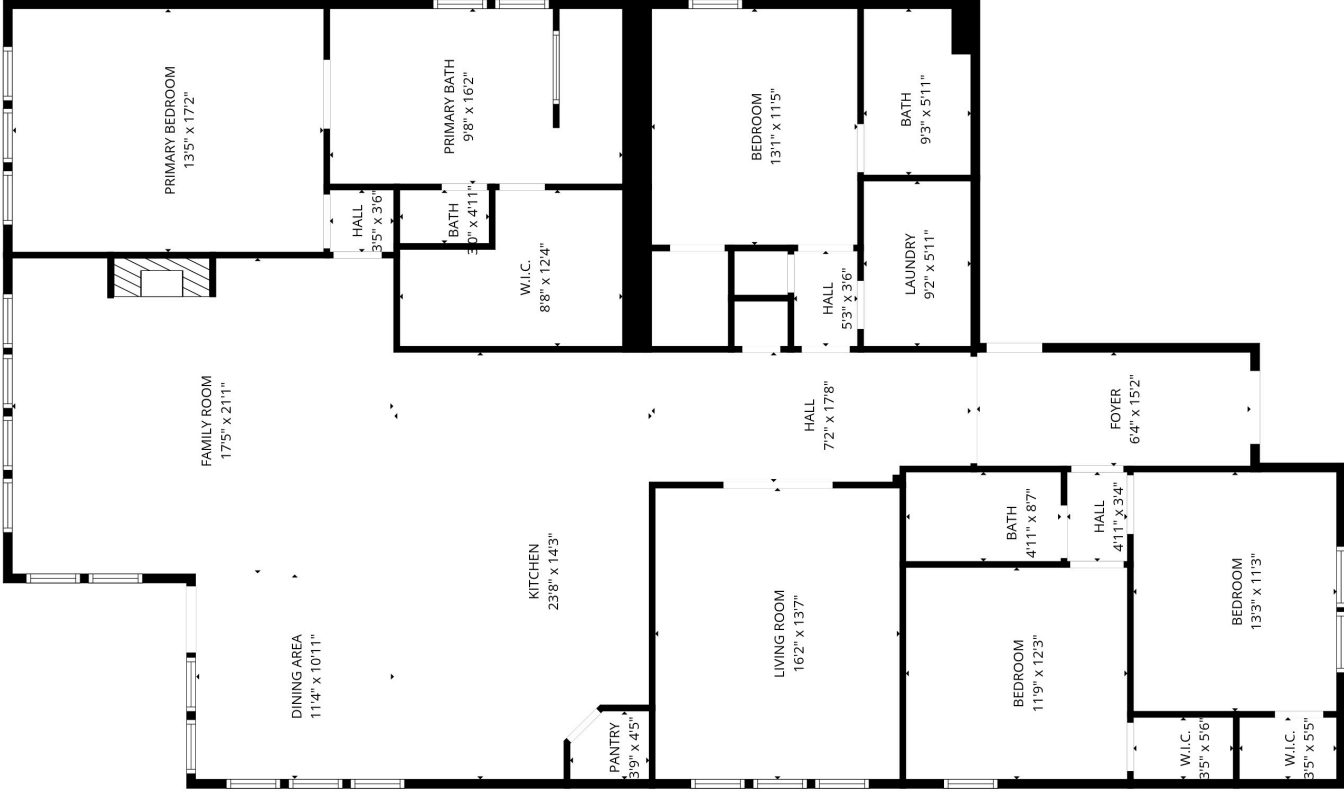 PRIMARY BEDROOM
13'5" x 17'2"
PRIMARY BATH
9'8" x 16'2"
HALL
3'5" x 3'6"
BATH
3'0" x 4'11"
W.I.C.
8'8" x 12'4"
BEDROOM
13'1" x 11'5"
BATH
9'3" x 5'11"
LAUNDRY
9'2" x 5'11"
HALL
5'3" x 3'6"
FAMILY ROOM
17'5" x 21'1"
HALL
7'2" x 17'8"
FOYER
6'4" x 15'2"
KITCHEN
23'8" x 14'3"
DINING AREA
11'4" x 10'11"
PANTRY
3'9" x 4'5"
LIVING ROOM
16'2" x 13'7"
BATH
4'11" x 8'7"
HALL
4'11" x 3'4"
BEDROOM
11'9" x 12'3"
BEDROOM
13'3" x 11'3"
W.I.C.
3'5" x 5'6"
W.I.C.
3'5" x 5'5"